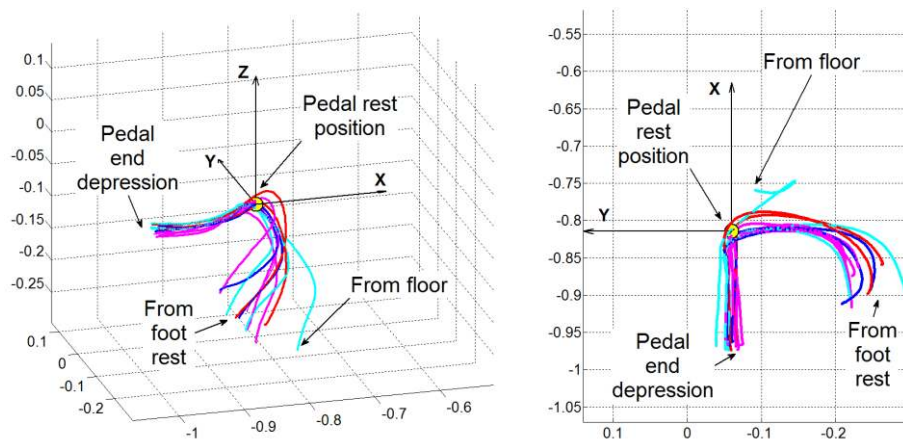 0.1
0.05
0
-0.05
-0.1
-0.15
-0.2
-0.25
Z
Pedal rest
position
Pedal
end
depression
Y
X
From floor
From
foot
rest
0.1
0
-0.1
-0.2
-1
-0.9
-0.8
-0.7
-0.6
-0.55
-0.6
-0.65
-0.7
-0.75
-0.8
-0.85
-0.9
-0.95
-1
-1.05
From floor
X
Pedal
rest
position
Y
From
foot
rest
Pedal
end
depression
0.1
0
-0.1
-0.2